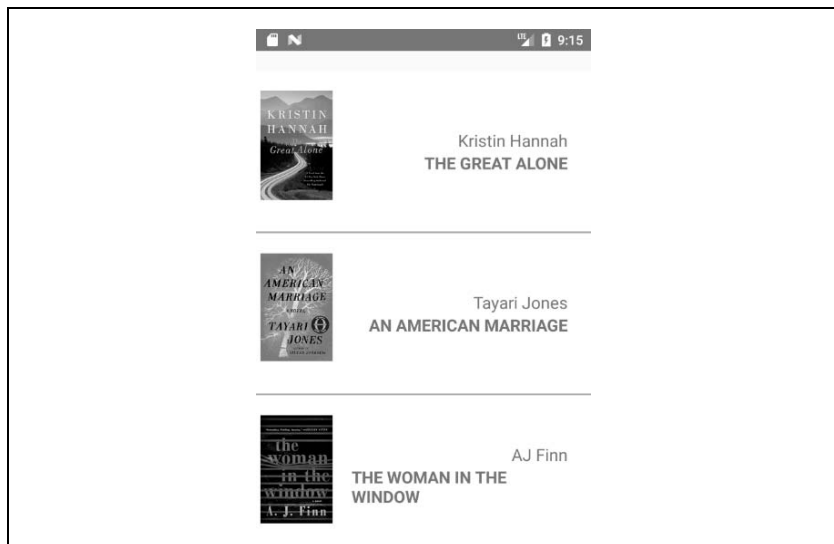 LTE 9:15
KRISTIN
HANNAH
Great Alone
Kristin Hannah
THE GREAT ALONE
AN
AMERICAN
MARRIAGE
TAYARI
JONES
Tayari Jones
AN AMERICAN MARRIAGE
the
woman
in the
window
A. J. Finn
AJ Finn
THE WOMAN IN THE
WINDOW